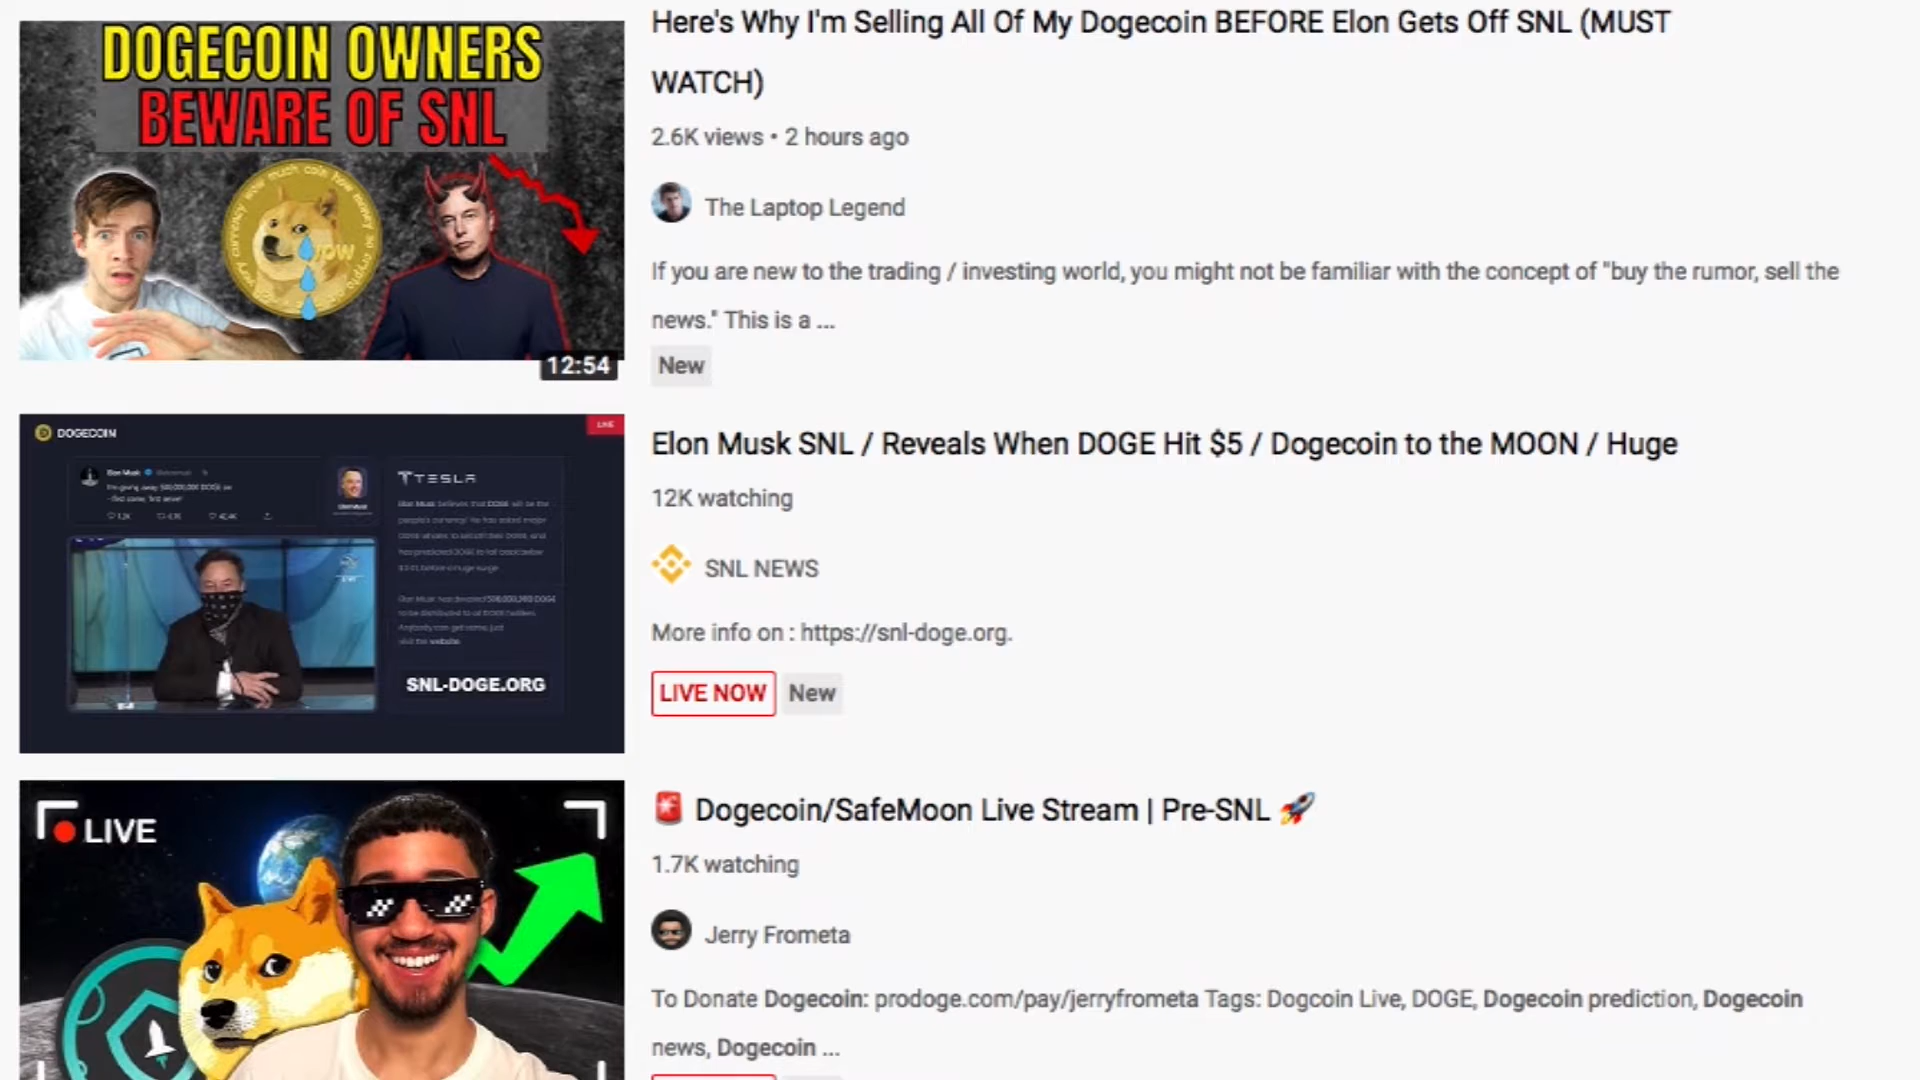 DOGECOIN OWNERS
BEWARE OF SNL
12:54
Here's Why I'm Selling All Of My Dogecoin BEFORE Elon Gets Off SNL (MUST
WATCH)
2.6K views • 2 hours ago
The Laptop Legend
If you are new to the trading / investing world, you might not be familiar with the concept of "buy the rumor, sell the
news." This is a ...
New
DOGECOIN
LIVE
Elon Musk
TESLA
SNL-DOGE.ORG
Elon Musk SNL / Reveals When DOGE Hit $5 / Dogecoin to the MOON / Huge
12K watching
SNL NEWS
More info on : https://snl-doge.org.
LIVE NOW New
LIVE
🚨 Dogecoin/SafeMoon Live Stream | Pre-SNL 🚀
1.7K watching
Jerry Frometa
To Donate Dogecoin: prodoge.com/pay/jerryfrometa Tags: Dogcoin Live, DOGE, Dogecoin prediction, Dogecoin
news, Dogecoin ...